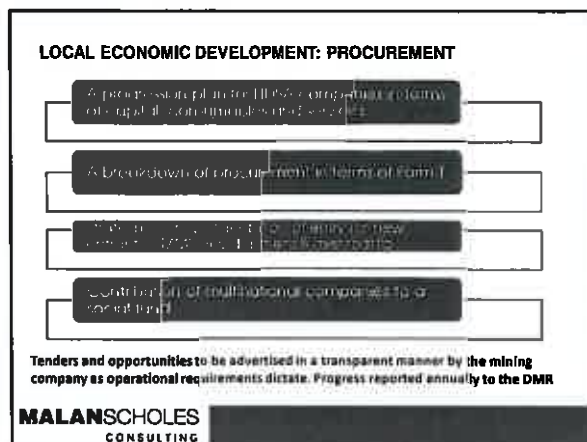 LOCAL ECONOMIC DEVELOPMENT: PROCUREMENT
A progression plan for HDSA companies in terms
of capital, consumables and services
A breakdown of procurement in terms of Form T
Contribution of multinational companies to a
social fund
Tenders and opportunities to be advertised in a transparent manner by the mining
company as operational requirements dictate. Progress reported annually to the DMR
MALANSCHOLES
CONSULTING